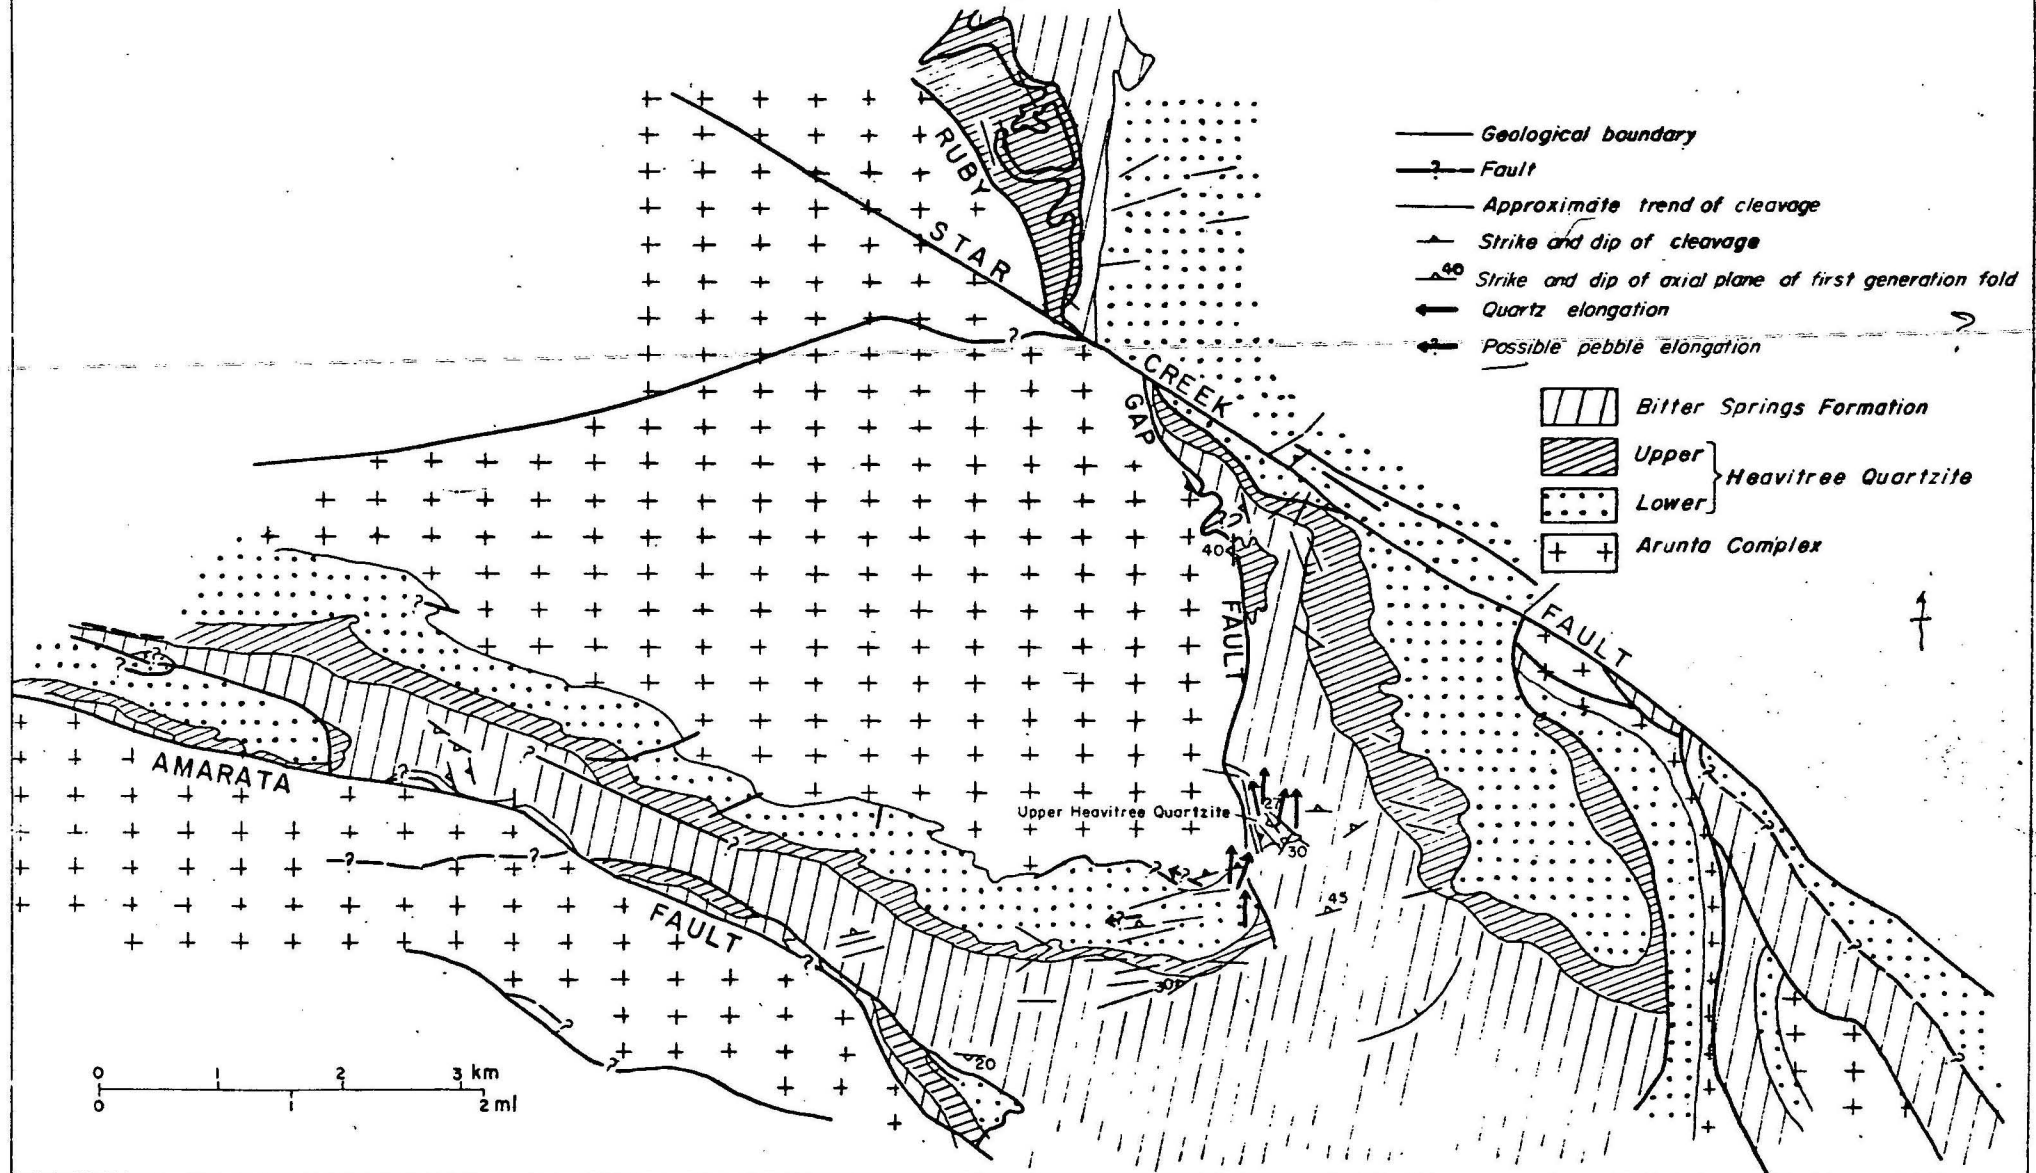 Geological boundary
? Fault
Approximate trend of cleavage
Strike and dip of cleavage
40 Strike and dip of axial plane of first generation fold
Quartz elongation
? Possible pebble elongation
?
Bitter Springs Formation
Upper
Heavitree Quartzite
Lower
Arunta Complex
RUBY
GAP
FAULT
STAR
CREEK
FAULT
?
40
?
?
?
AMARATA
FAULT
?
?
?
?
?
?
?
?
?
Upper Heavitree Quartzite
27
30
45
? ?
?
30
20
?
?
?
?
0 1 2 3 km
0 1 2 ml